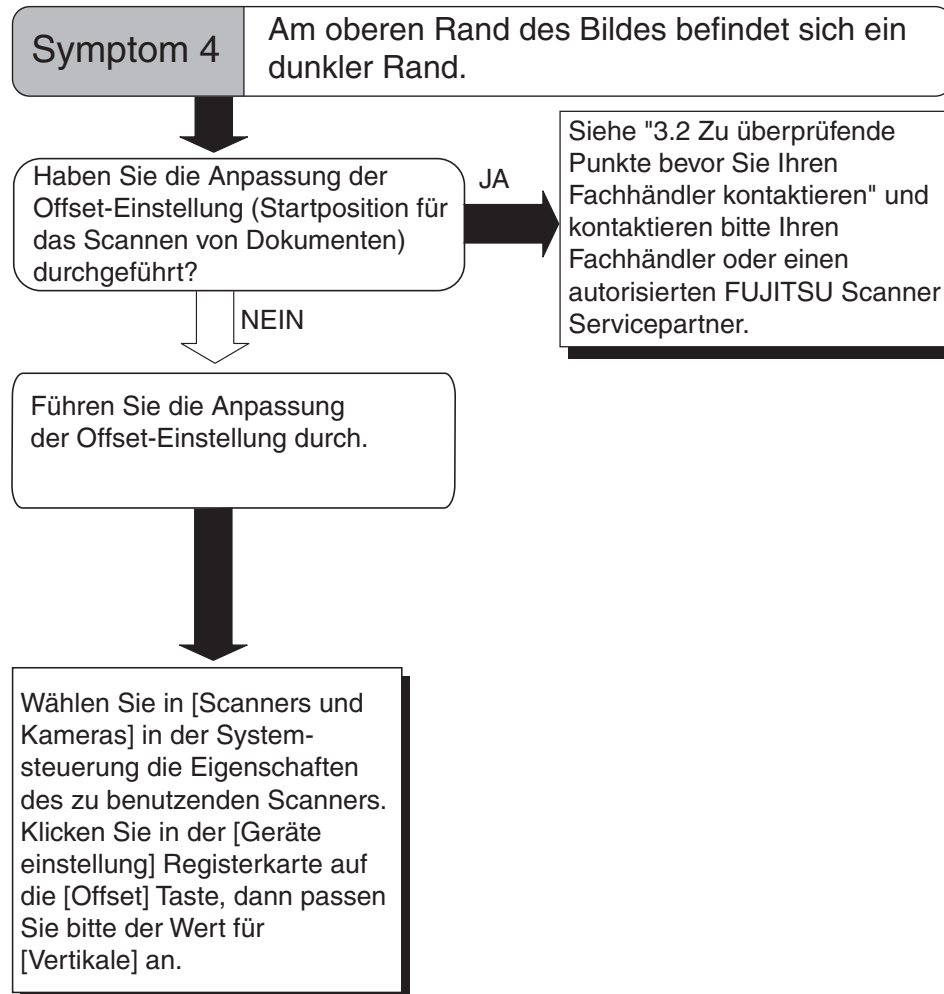 Symptom 4
Am oberen Rand des Bildes befindet sich ein
dunkler Rand.
Haben Sie die Anpassung der
Offset-Einstellung (Startposition für
das Scannen von Dokumenten)
durchgeführt?
JA
Siehe "3.2 Zu überprüfende
Punkte bevor Sie Ihren
Fachhändler kontaktieren" und
kontaktieren bitte Ihren
Fachhändler oder einen
autorisierten FUJITSU Scanner
Servicepartner.
NEIN
Führen Sie die Anpassung
der Offset-Einstellung durch.
Wählen Sie in [Scanners und
Kameras] in der System-
steuerung die Eigenschaften
des zu benutzenden Scanners.
Klicken Sie in der [Geräte
einstellung] Registerkarte auf
die [Offset] Taste, dann passen
Sie bitte der Wert für
[Vertikale] an.